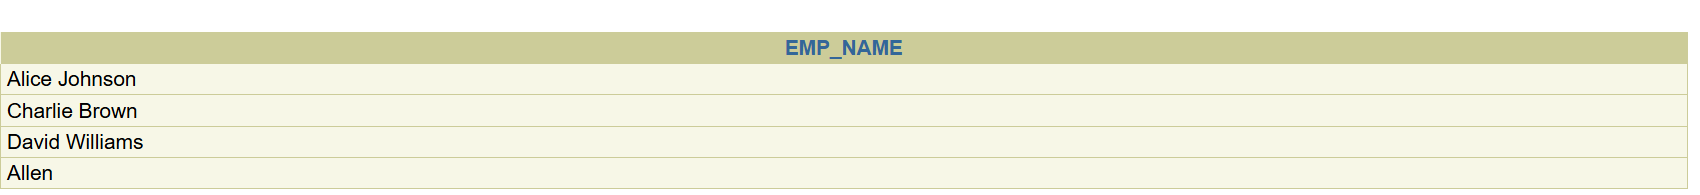 EMP_NAME
Alice Johnson
Charlie Brown
David Williams
Allen